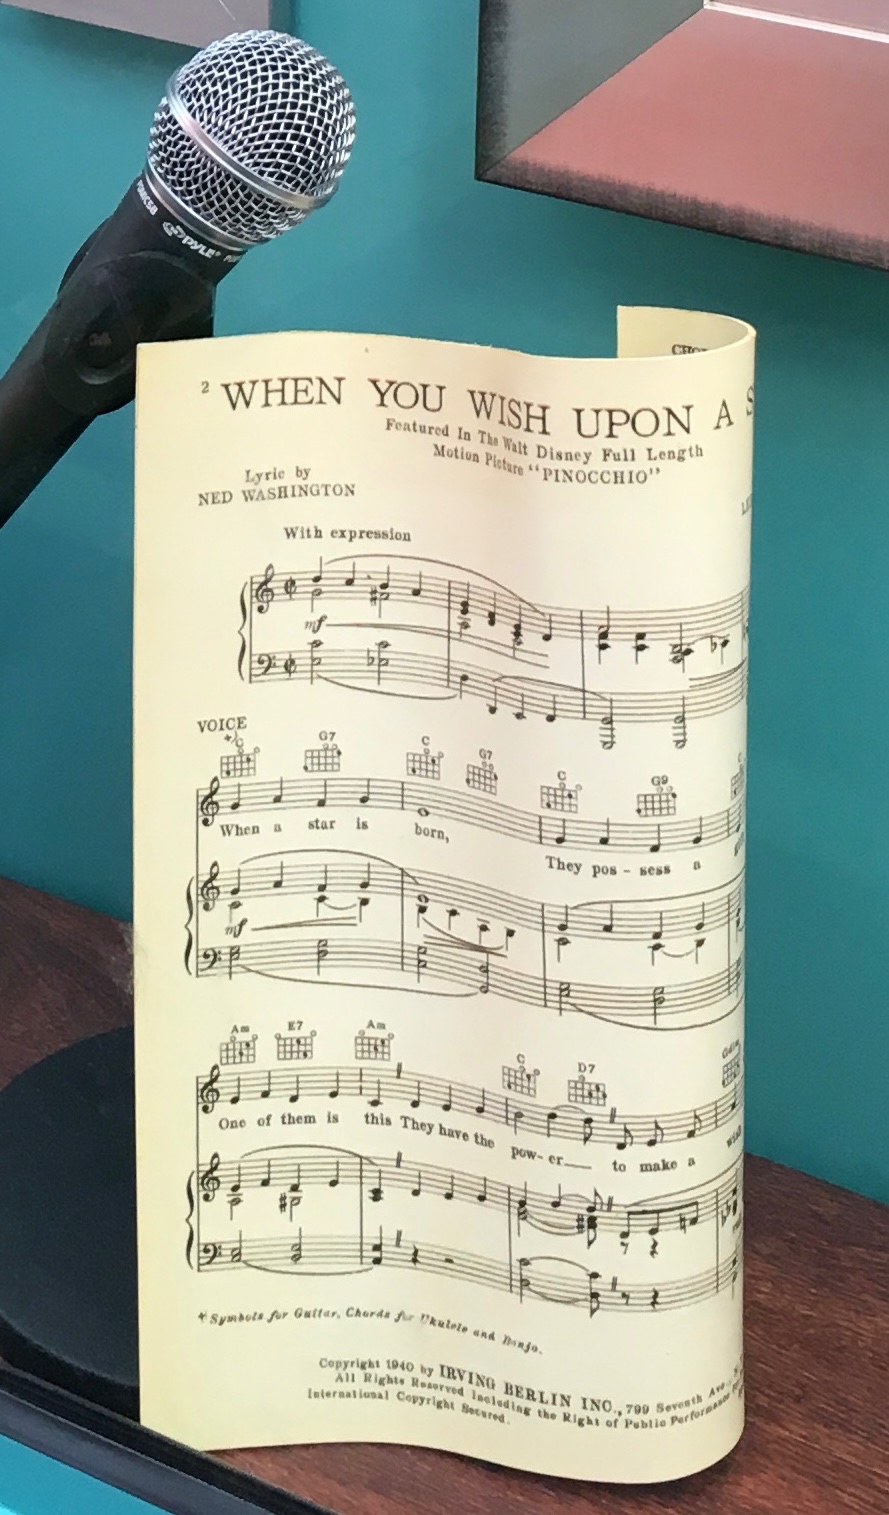 PYLE
2 WHEN YOU WISH UPON A S
Featured In The Walt Disney Full Length
Motion Picture "PINOCCHIO"
Lyric by
NED WASHINGTON
With expression
mf
VOICE
C G7 C G7 C G9 C
When a star is born, They pos - sess a
mf
Am E7 Am C D7
One of them is this They have the pow- er to make a wish
*Symbols for Guitar, Chords for Ukulele and Banjo.
Copyright 1940 by IRVING BERLIN INC., 799 Seventh Ave.,
All Rights Reserved Including the Right of Public Performance
International Copyright Secured.